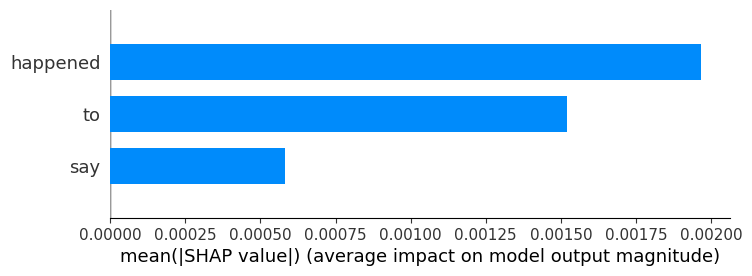 happened
to
say
0.00000 0.00025 0.00050 0.00075 0.00100 0.00125 0.00150 0.00175 0.00200
mean(|SHAP value|) (average impact on model output magnitude)